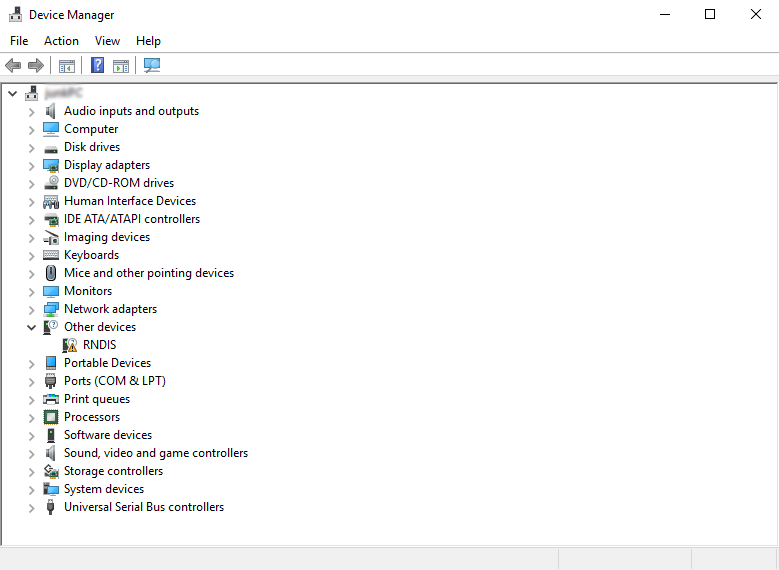 Device Manager
File Action View Help
Audio inputs and outputs
Computer
Disk drives
Display adapters
DVD/CD-ROM drives
Human Interface Devices
IDE ATA/ATAPI controllers
Imaging devices
Keyboards
Mice and other pointing devices
Monitors
Network adapters
Other devices
RNDIS
Portable Devices
Ports (COM & LPT)
Print queues
Processors
Software devices
Sound, video and game controllers
Storage controllers
System devices
Universal Serial Bus controllers